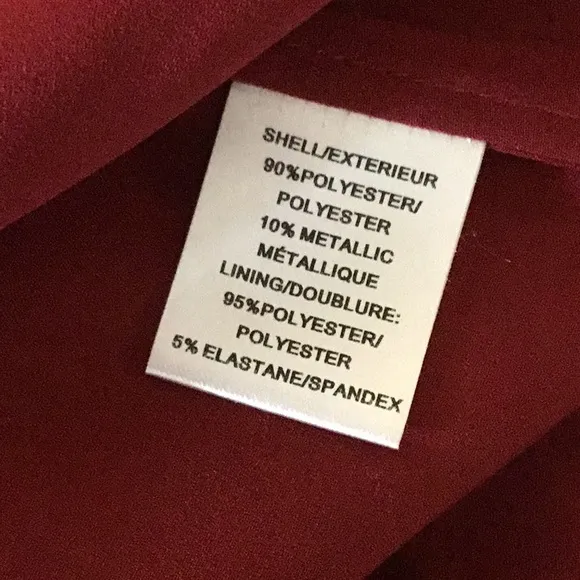 SHELL/EXTERIEUR
90%POLYESTER/
POLYESTER
10% METALLIC
MÉTALLIQUE
LINING/DOUBLURE:
95%POLYESTER/
POLYESTER
5% ELASTANE/SPANDEX